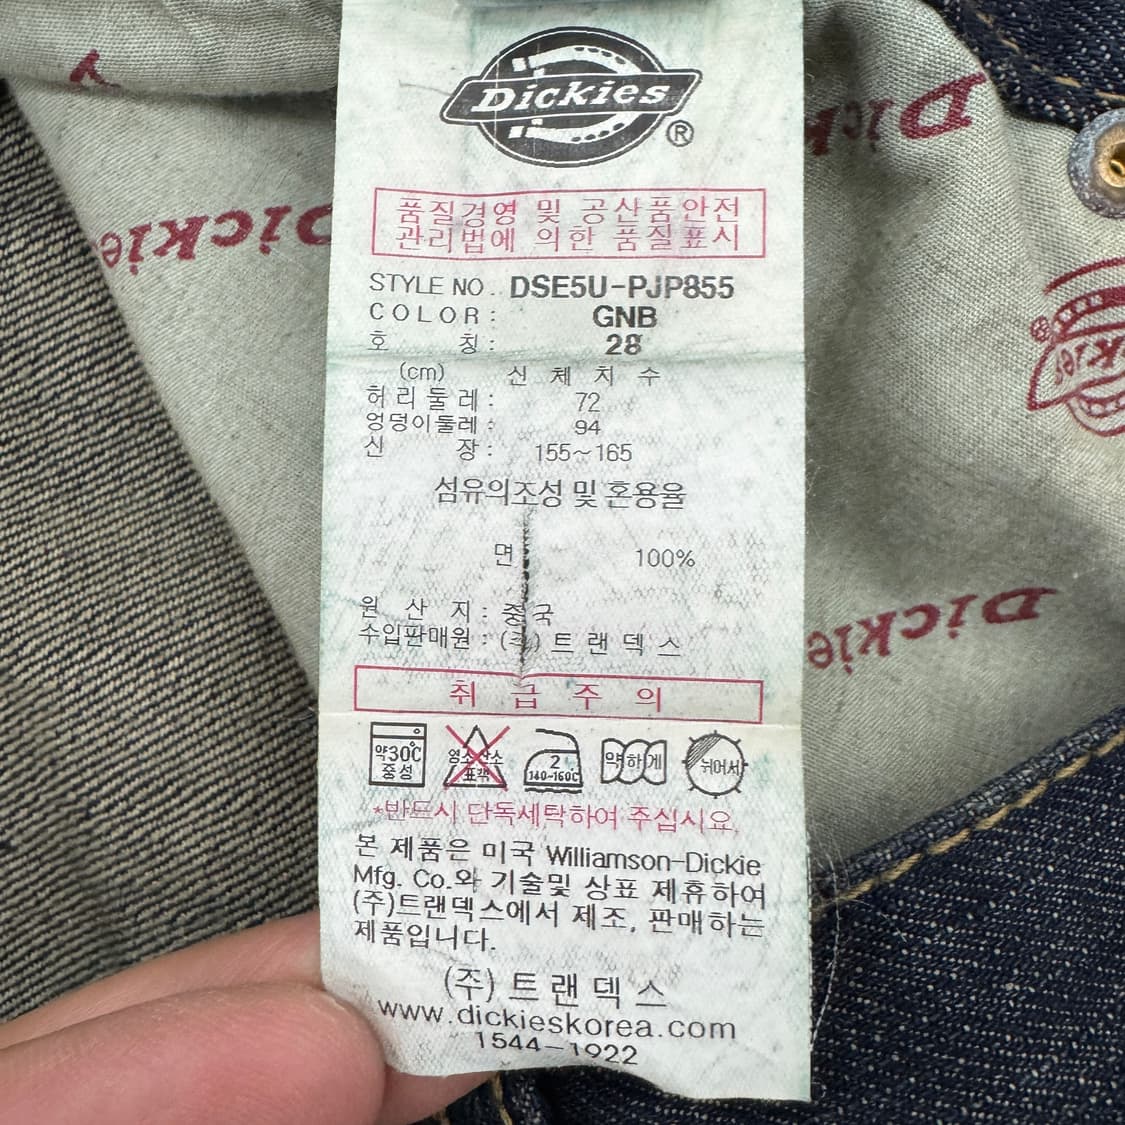 Dickies
®
품질경영 및 공산품안전
관리법에 의한 품질표시
STYLE NO. DSE5U-PJP855
COLOR: GNB
호 칭: 28
(cm) 신 체 치 수
허리둘레: 72
엉덩이둘레: 94
신 장: 155~165
섬유의조성 및 혼용율
면 100%
원 산 지: 중국
수입판매원: (주)트랜덱스
취 급 주 의
약30℃
중성
염소산소
표백
2
140~160℃
약하게
뉘어서
*반드시 단독세탁하여 주십시요.
본 제품은 미국 Williamson-Dickie
Mfg. Co.와 기술및 상표 제휴하여
(주)트랜덱스에서 제조, 판매하는
제품입니다.
(주)트랜덱스
www.dickieskorea.com
1544-1922
Dickie
Dickie
Dickie